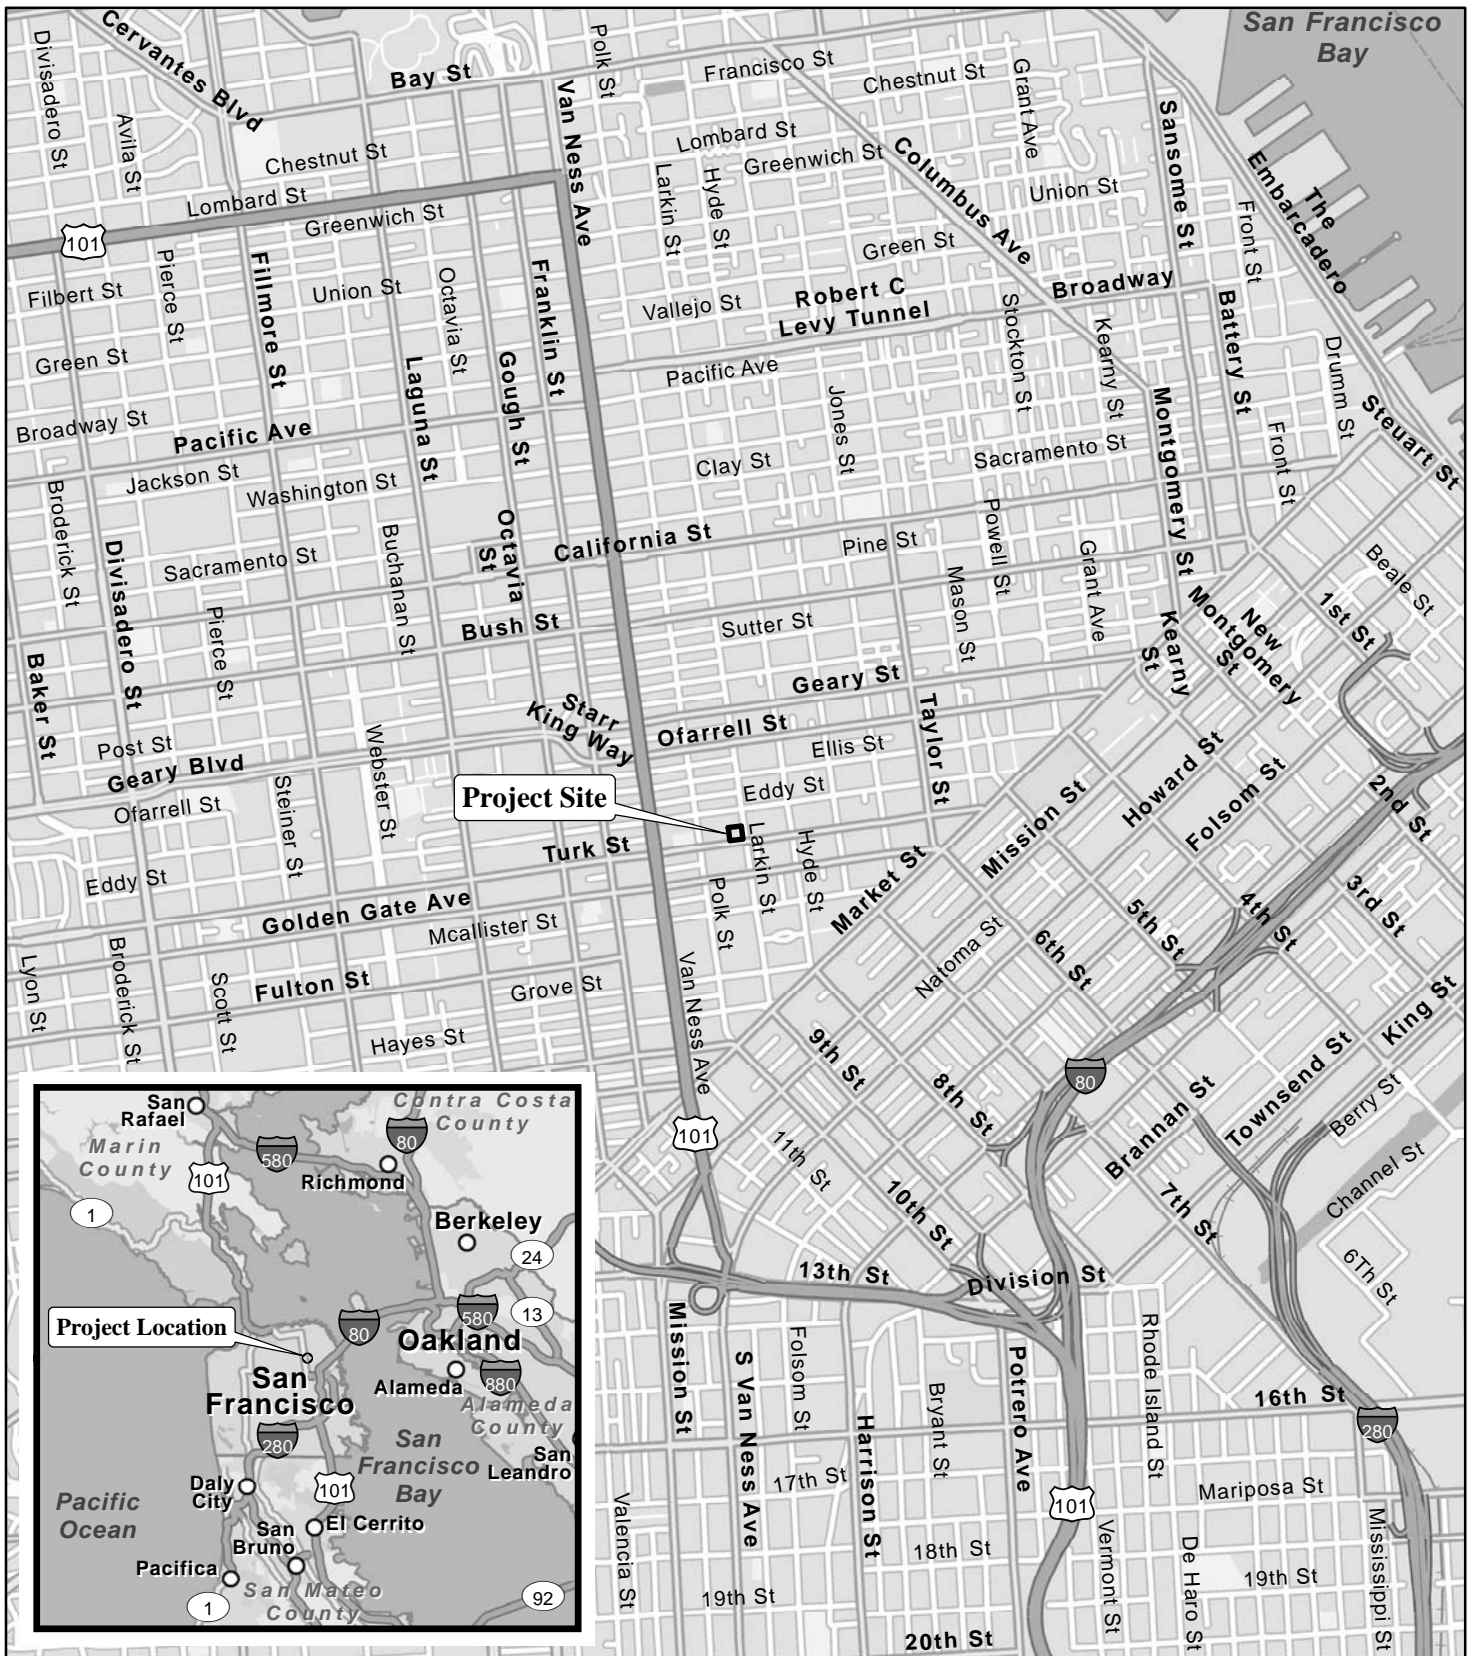 San Francisco
Bay
Cervantes Blvd
Divisadero St
Avila St
Bay St
Polk St
Van Ness Ave
Francisco St
Chestnut St
Grant Ave
Sansome St
The
Embarcadero
Chestnut St
Lombard St
Greenwich St
Columbus Ave
Larkin St
Hyde St
Union St
Lombard St
Greenwich St
101
Green St
Front St
Filbert St
Pierce St
Fillmore St
Union St
Octavia St
Franklin St
Vallejo St
Robert C
Levy Tunnel
Stockton St
Broadway
Kearny St
Battery St
Drumm St
Green St
Laguna St
Gough St
Pacific Ave
Jones St
Montgomery St
Steuart St
Broadway St
Pacific Ave
Jackson St
Washington St
Clay St
Sacramento St
Front St
Broderick St
Divisadero St
Sacramento St
Buchanan St
Octavia
St
California St
Pine St
Powell St
Mason St
Grant Ave
Beale St
1st St
Pierce St
Bush St
Sutter St
Kearny
St
Montgomery
St
New
Montgomery
Baker St
Geary St
Starr
King Way
Ofarrell St
Taylor St
Post St
Geary Blvd
Webster St
Ellis St
Ofarrell St
Steiner St
Eddy St
Project Site
Mission St
Howard St
Folsom St
2nd St
Turk St
Larkin St
Hyde St
Market St
Eddy St
Golden Gate Ave
Mcallister St
Polk St
Natoma St
6th St
5th St
4th St
3rd St
Lyon St
Broderick St
Scott St
Fulton St
Grove St
Hayes St
Van Ness Ave
9th St
8th St
80
King St
Townsend St
Brannan St
Berry St
Channel St
101
11th St
10th St
7th St
6Th St
13th St
Division St
Mission St
S Van Ness Ave
Folsom St
Harrison St
Bryant St
Potrero Ave
Rhode Island St
16th St
280
17th St
Mariposa St
101
Valencia St
18th St
Vermont St
De Haro St
19th St
Mississippi St
19th St
20th St
San
Rafael
Contra Costa
County
Marin
County
580
80
101
Richmond
1
Berkeley
24
Project Location
80
580
13
Oakland
San
Francisco
Alameda
880
Alameda
County
280
San
Francisco
Bay
San
Leandro
Daly
City
101
Pacific
Ocean
San
Bruno
El Cerrito
Pacifica
San Mateo
County
1
92